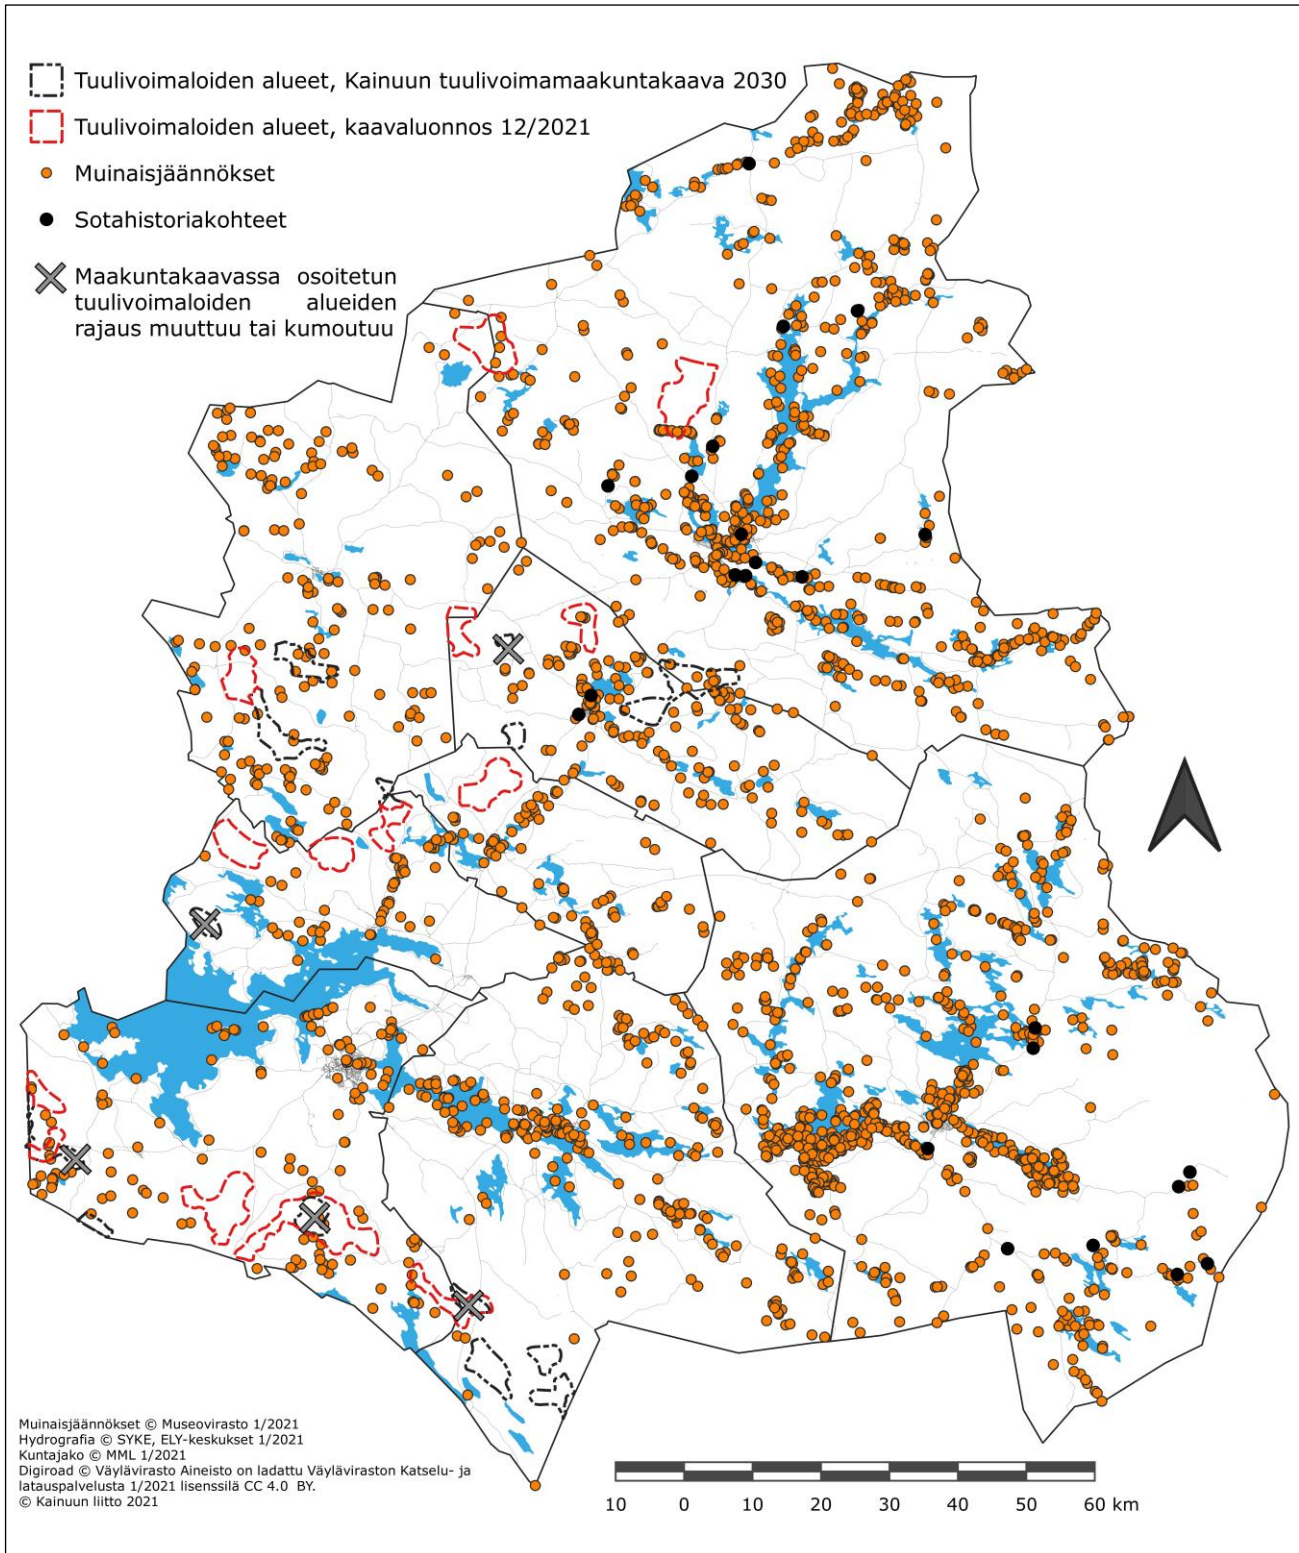 Tuulivoimaloiden alueet, Kainuun tuulivoimamaakuntakaava 2030
Tuulivoimaloiden alueet, kaavaluonnos 12/2021
Muinaisjäännökset
Sotahistoriakohteet
Maakuntakaavassa osoitetun
tuulivoimaloiden alueiden
rajaus muuttuu tai kumoutuu
Muinaisjäännökset © Museovirasto 1/2021
Hydrografia © SYKE, ELY-keskukset 1/2021
Kuntajako © MML 1/2021
Digiroad © Väylävirasto Aineisto on ladattu Väyläviraston Katselu- ja
latauspalvelusta 1/2021 lisenssilä CC 4.0 BY.
© Kainuun liitto 2021
10 0 10 20 30 40 50 60 km